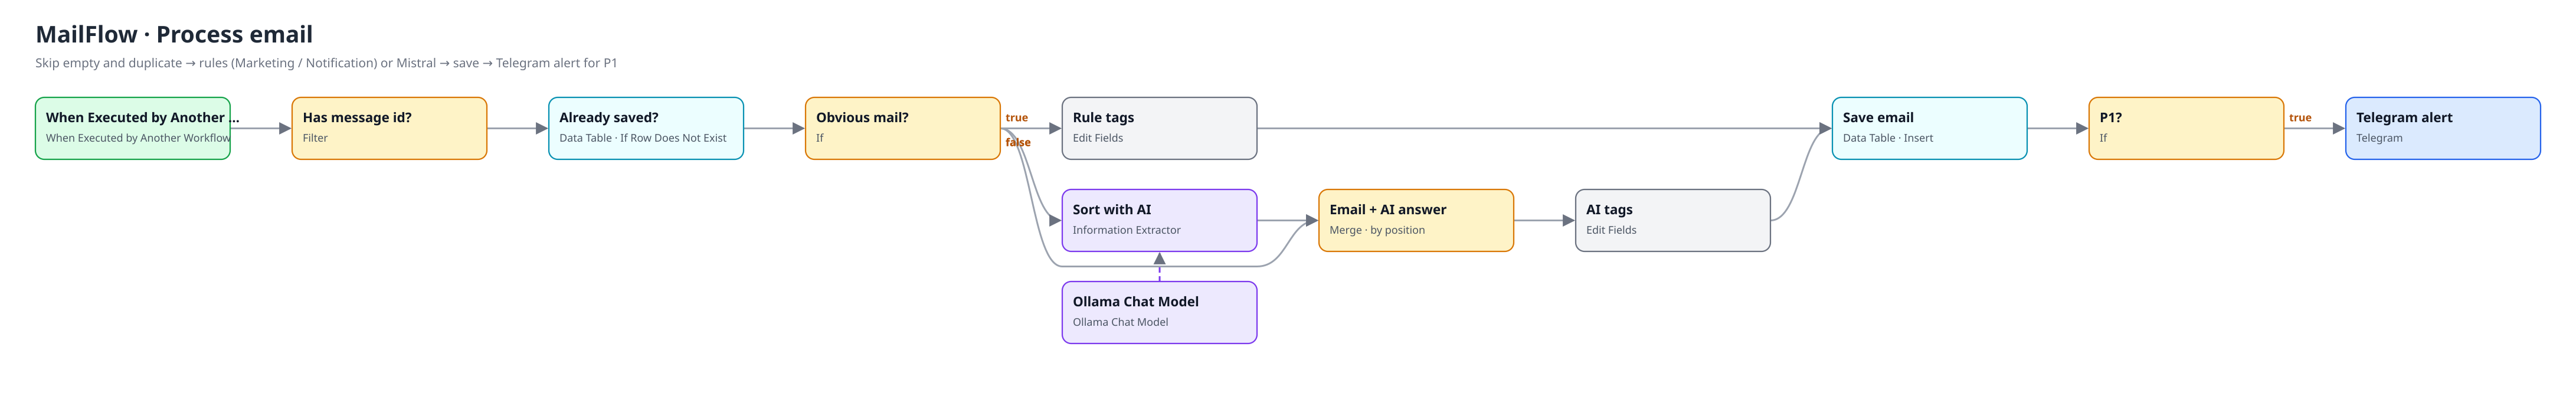 MailFlow · Process email
Skip empty and duplicate → rules (Marketing / Notification) or Mistral → save → Telegram alert for P1
When Executed by Another ...
When Executed by Another Workflow
Has message id?
Filter
Already saved?
Data Table · If Row Does Not Exist
Obvious mail?
If
true
false
Rule tags
Edit Fields
Save email
Data Table · Insert
P1?
If
true
Telegram alert
Telegram
Sort with AI
Information Extractor
Email + AI answer
Merge · by position
AI tags
Edit Fields
Ollama Chat Model
Ollama Chat Model